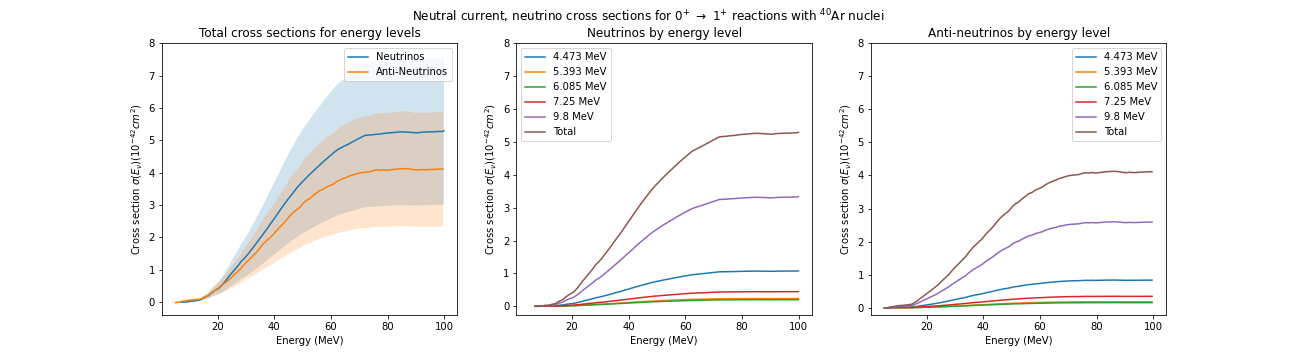 Neutral current, neutrino cross sections for 0⁺ → 1⁺ reactions with ⁴⁰Ar nuclei
Total cross sections for energy levels
Neutrinos
Anti-Neutrinos
Cross section σ(Eᵥ)(10⁻⁴²cm²)
8
7
6
5
4
3
2
1
0
20 40 60 80 100
Energy (MeV)
Neutrinos by energy level
4.473 MeV
5.393 MeV
6.085 MeV
7.25 MeV
9.8 MeV
Total
Cross section σ(Eᵥ)(10⁻⁴²cm²)
8
7
6
5
4
3
2
1
0
20 40 60 80 100
Energy (MeV)
Anti-neutrinos by energy level
4.473 MeV
5.393 MeV
6.085 MeV
7.25 MeV
9.8 MeV
Total
Cross section σ(Eᵥ)(10⁻⁴²cm²)
8
7
6
5
4
3
2
1
0
20 40 60 80 100
Energy (MeV)